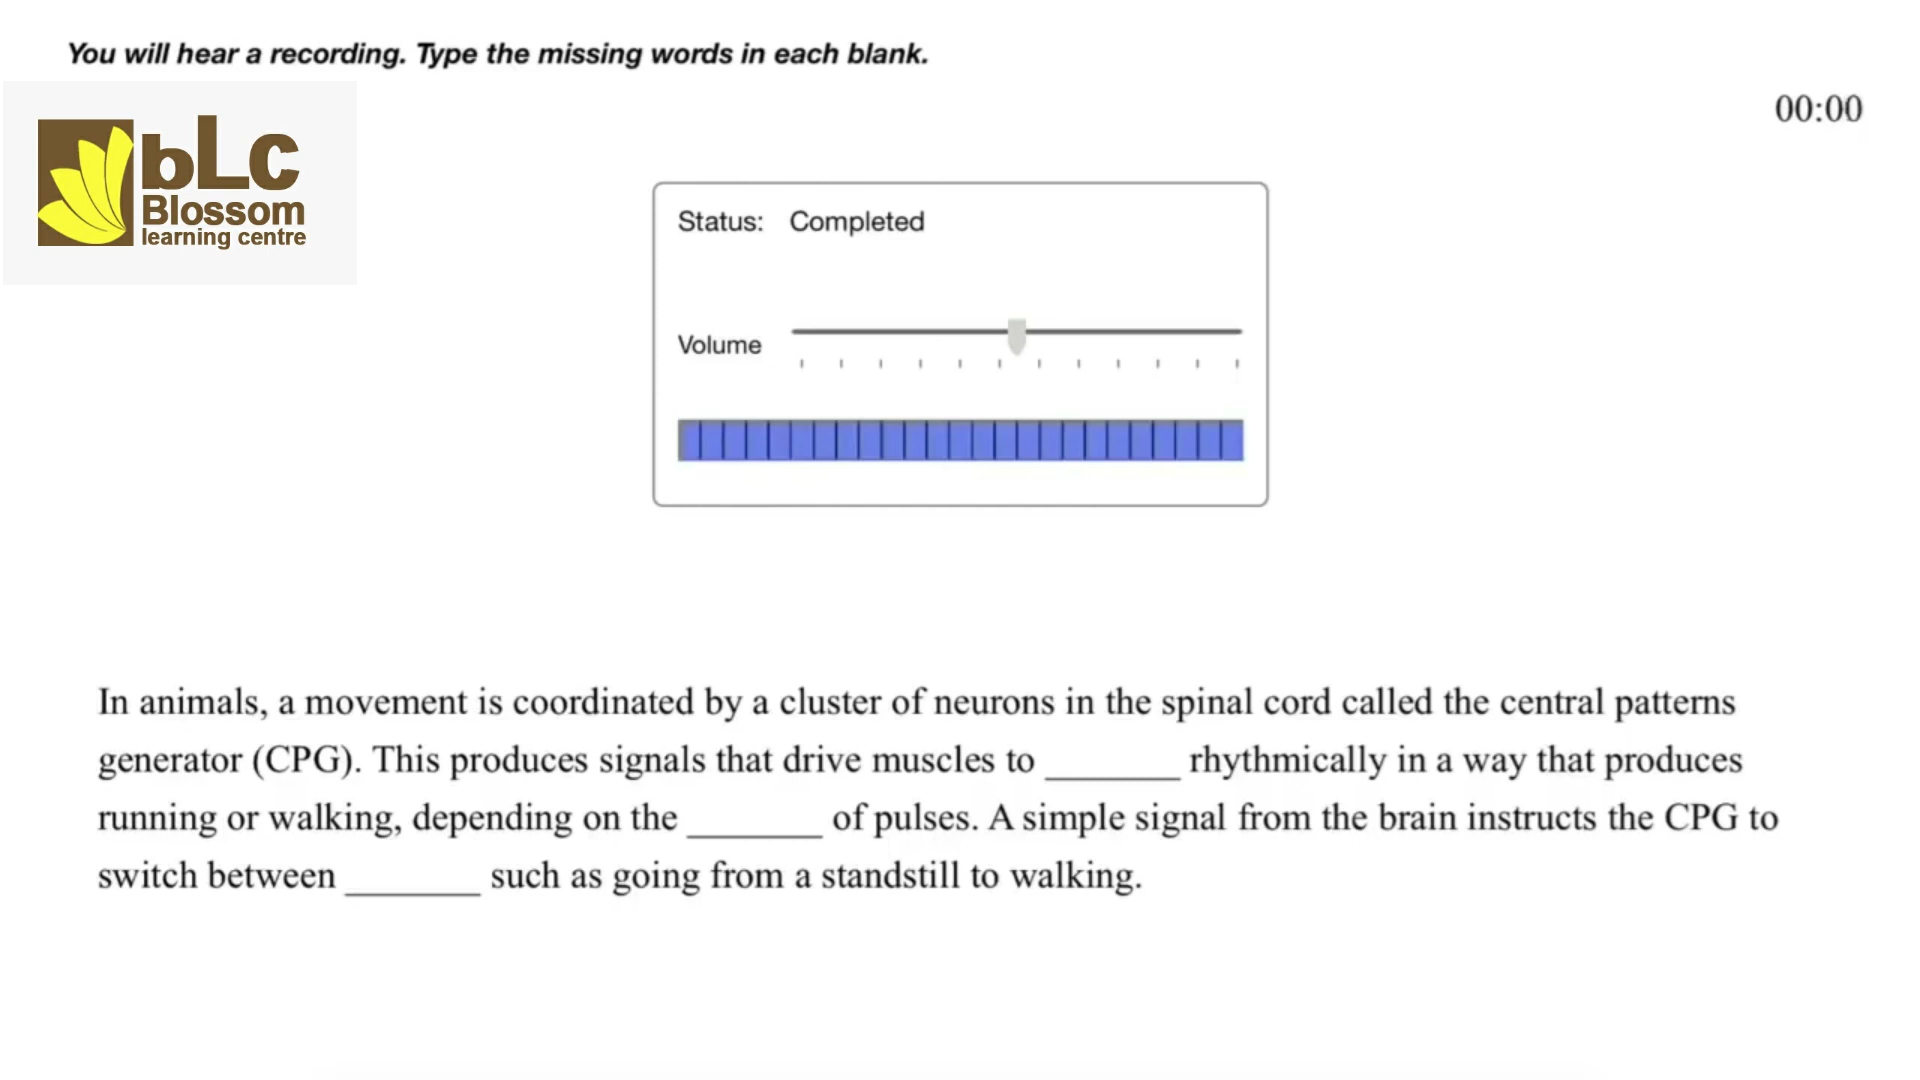 You will hear a recording. Type the missing words in each blank.
00:00
bLc
Blossom
learning centre
Status: Completed
Volume
In animals, a movement is coordinated by a cluster of neurons in the spinal cord called the central patterns
generator (CPG). This produces signals that drive muscles to _______ rhythmically in a way that produces
running or walking, depending on the _______ of pulses. A simple signal from the brain instructs the CPG to
switch between _______ such as going from a standstill to walking.